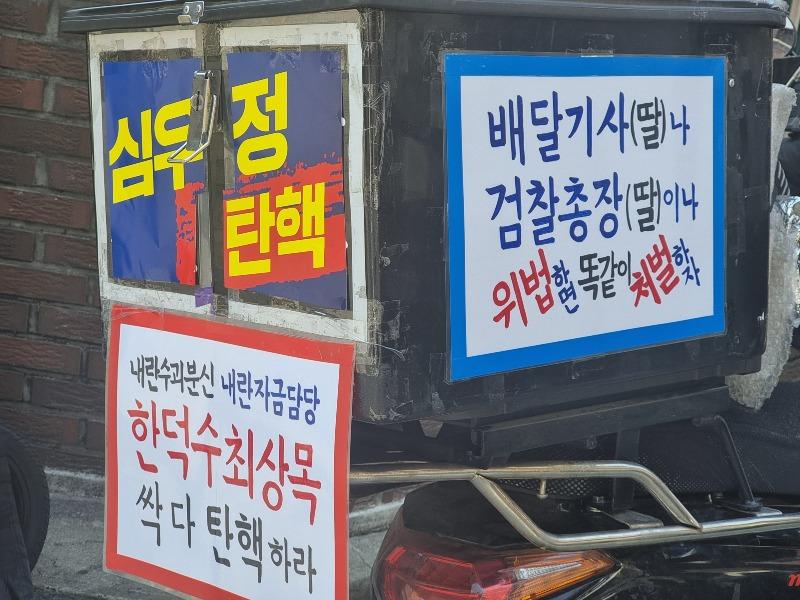 심우정
탄핵
배달기사(딸)나
검찰총장(딸)이나
위법하면 똑같이 처벌하자
내란수괴분신 내란자금담당
한덕수최상목
싹 다 탄핵하라